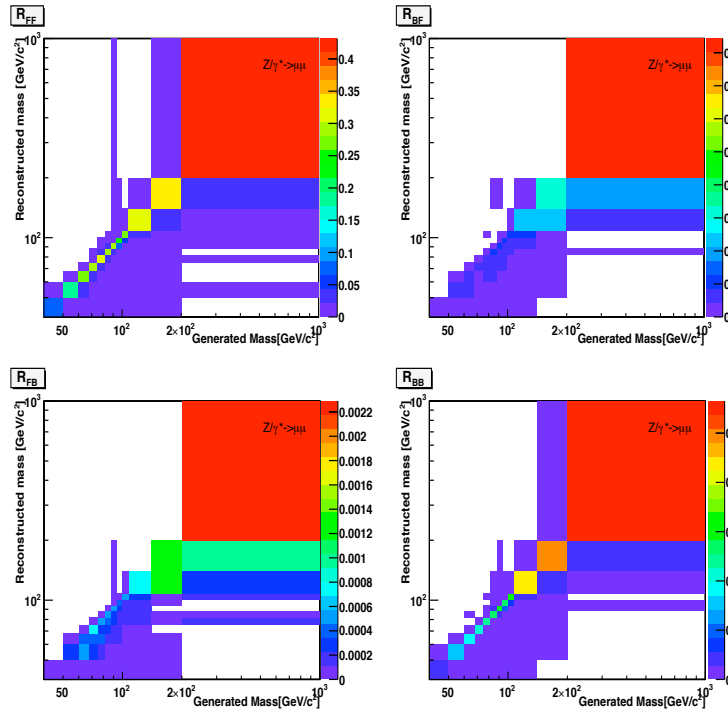 R_FF
Reconstructed mass [GeV/c²]
10³
10²
Z/γ*->μμ
0.4
0.35
0.3
0.25
0.2
0.15
0.1
0.05
0
50
10²
2×10²
10³
Generated Mass[GeV/c²]
R_BF
Reconstructed mass [GeV/c²]
10³
10²
Z/γ*->μμ
0
50
10²
2×10²
10³
Generated Mass[GeV/c²]
R_FB
Reconstructed mass [GeV/c²]
10³
10²
Z/γ*->μμ
0.0022
0.002
0.0018
0.0016
0.0014
0.0012
0.001
0.0008
0.0006
0.0004
0.0002
0
50
10²
2×10²
10³
Generated Mass[GeV/c²]
R_BB
Reconstructed mass [GeV/c²]
10³
10²
Z/γ*->μμ
50
10²
2×10²
10³
Generated Mass[GeV/c²]